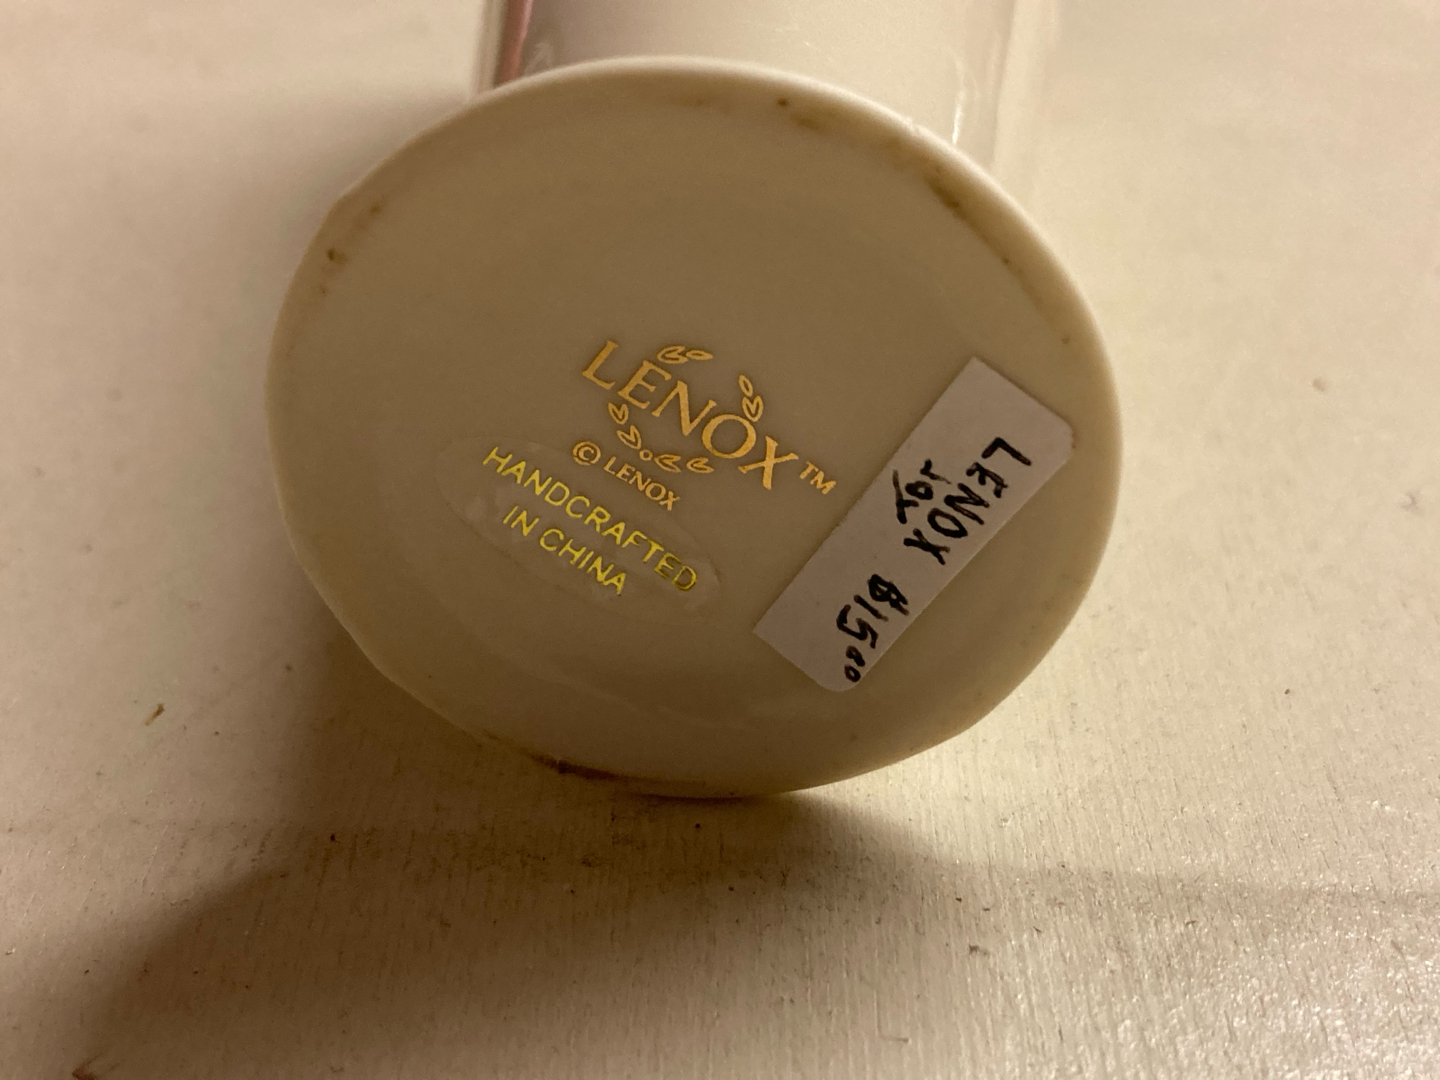 LENOX™
© LENOX
HANDCRAFTED
IN CHINA
LENOX $15.00
JOY